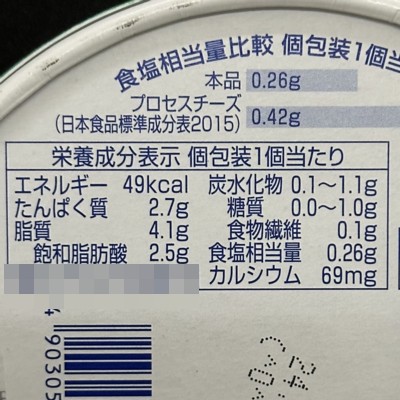 食塩相当量比較 個包装1個当
本品 0.26g
プロセスチーズ
(日本食品標準成分表2015) 0.42g
栄養成分表示 個包装1個当たり
エネルギー 49kcal 炭水化物 0.1〜1.1g
たんぱく質 2.7g 糖質 0.0〜1.0g
脂質 4.1g 食物繊維 0.1g
飽和脂肪酸 2.5g 食塩相当量 0.26g
カルシウム 69mg
4 90305